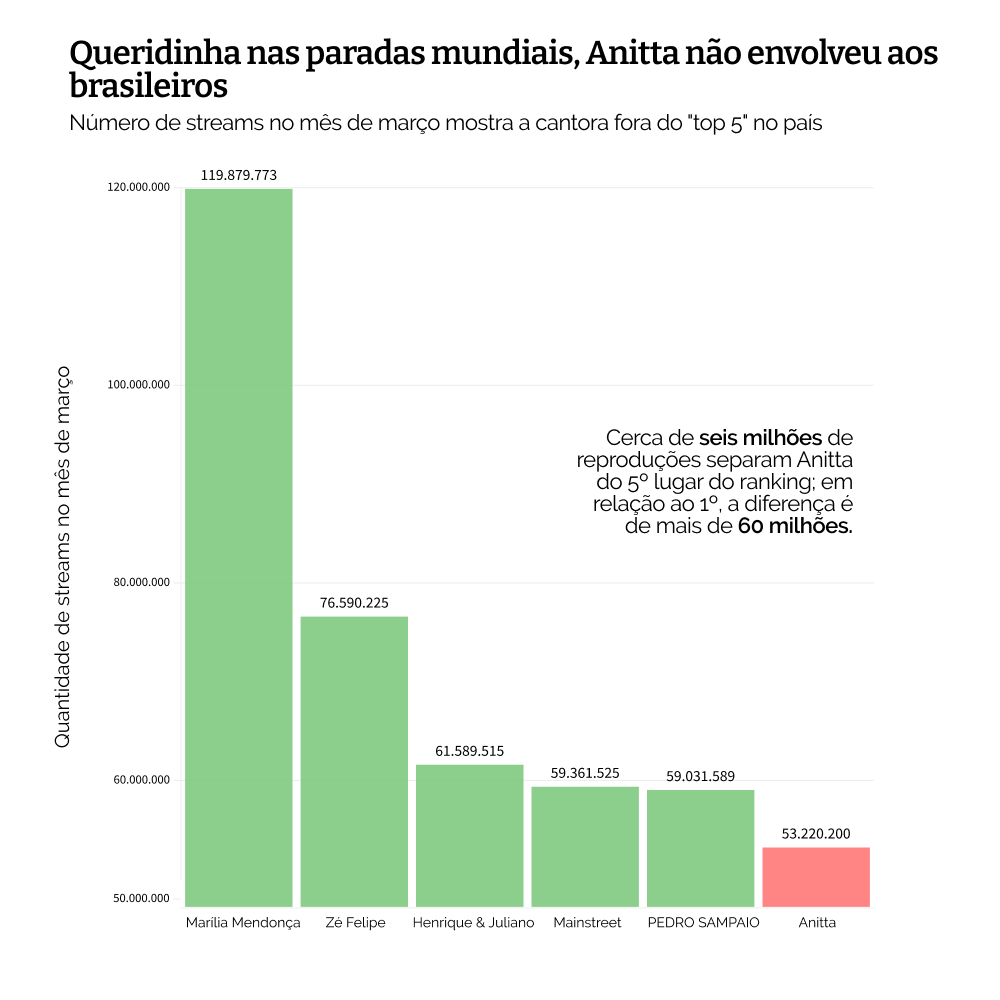 Queridinha nas paradas mundiais, Anitta não envolveu aos
brasileiros
Número de streams no mês de março mostra a cantora fora do "top 5" no país
Quantidade de streams no mês de março
120.000.000
100.000.000
80.000.000
60.000.000
50.000.000
119.879.773
76.590.225
61.589.515
59.361.525
59.031.589
53.220.200
Cerca de seis milhões de
reproduções separam Anitta
do 5º lugar do ranking; em
relação ao 1º, a diferença é
de mais de 60 milhões.
Marília Mendonça
Zé Felipe
Henrique & Juliano
Mainstreet
PEDRO SAMPAIO
Anitta